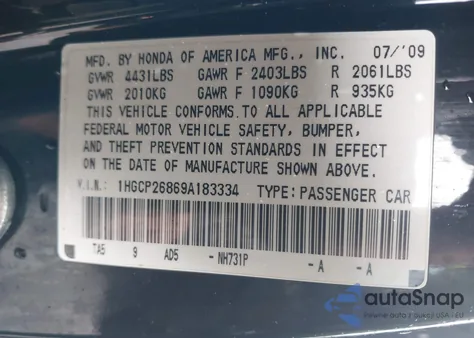 MFD. BY HONDA OF AMERICA MFG., INC. 07/'09
GVWR 4431LBS GAWR F 2403LBS R 2061LBS
GVWR 2010KG GAWR F 1090KG R 935KG
THIS VEHICLE CONFORMS TO ALL APPLICABLE
FEDERAL MOTOR VEHICLE SAFETY, BUMPER,
AND THEFT PREVENTION STANDARDS IN EFFECT
ON THE DATE OF MANUFACTURE SHOWN ABOVE.
V.I.N.: 1HGCP26869A183334 TYPE: PASSENGER CAR
TA5 9 AD5 -NH731P -A -A
autaSnap